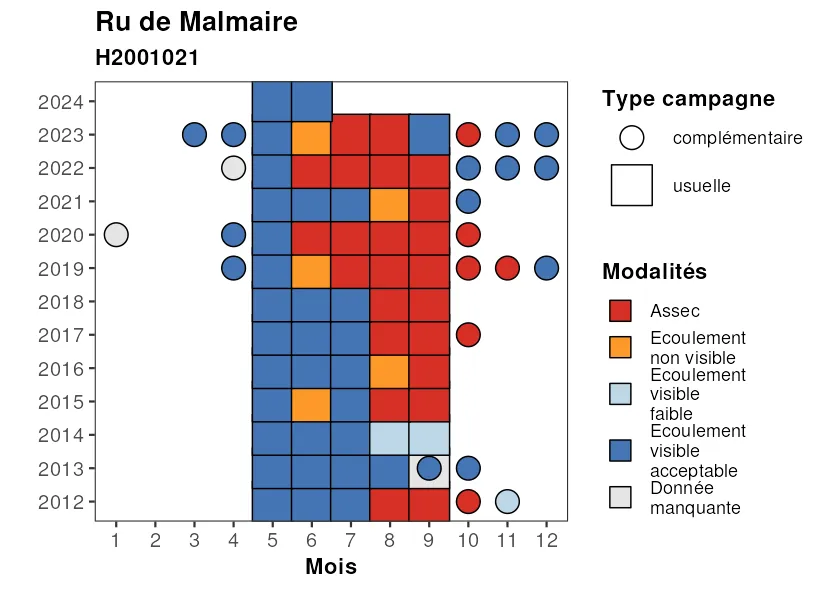 Ru de Malmaire
H2001021
2024
2023
2022
2021
2020
2019
2018
2017
2016
2015
2014
2013
2012
1 2 3 4 5 6 7 8 9 10 11 12
Mois
Type campagne
complémentaire
usuelle
Modalités
Assec
Ecoulement
non visible
Ecoulement
visible
faible
Ecoulement
visible
acceptable
Donnée
manquante